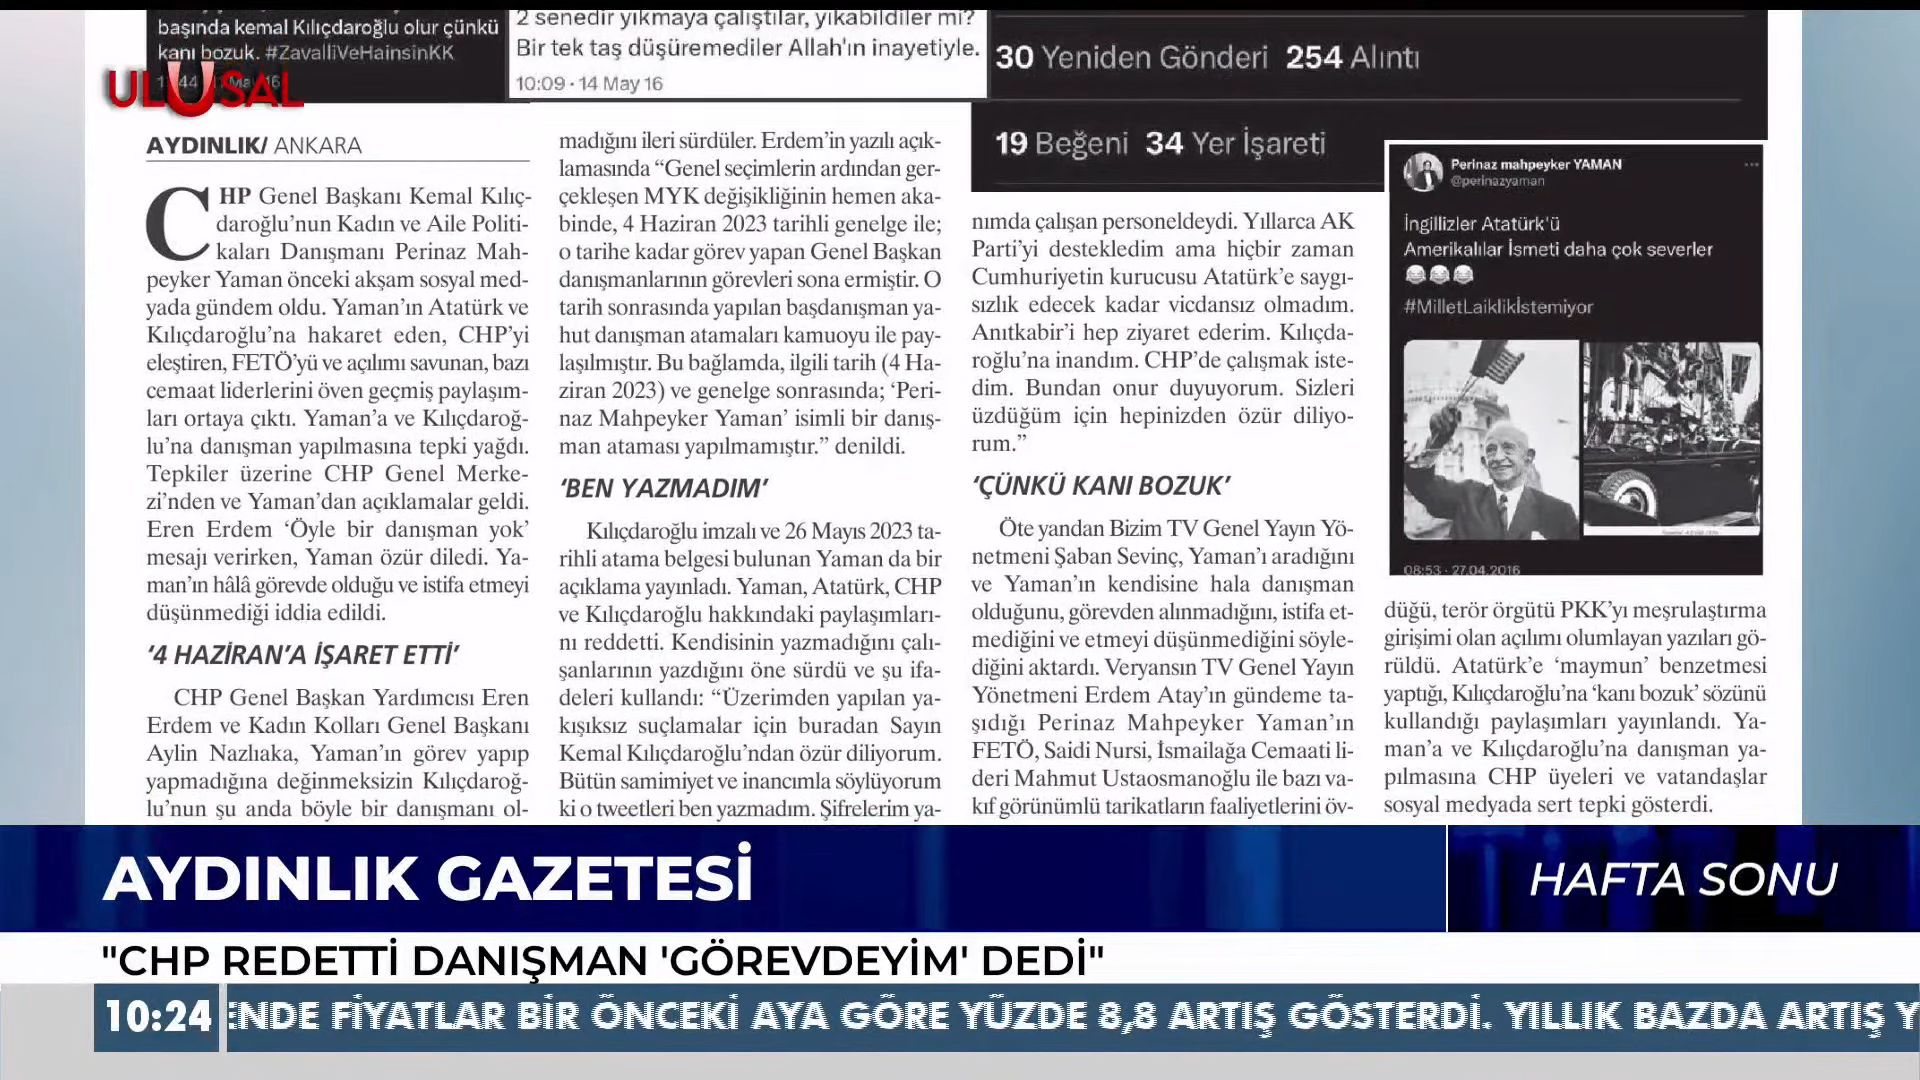 başında kemal Kılıçdaroğlu olur çünkü
kanı bozuk. #ZavalliVeHainsinKK
ULUSAL
2 senedir yıkmaya çalıştılar, yıkabildiler mi?
Bir tek taş düşüremediler Allah'ın inayetiyle.
10:09 · 14 May 16
30 Yeniden Gönderi 254 Alıntı
19 Beğeni 34 Yer İşareti
AYDINLIK/ ANKARA
CHP Genel Başkanı Kemal Kılıç-
daroğlu’nun Kadın ve Aile Politi-
kaları Danışmanı Perinaz Mah-
peyker Yaman önceki akşam sosyal med-
yada gündem oldu. Yaman’ın Atatürk ve
Kılıçdaroğlu’na hakaret eden, CHP’yi
eleştiren, FETÖ’yü ve açılımı savunan, bazı
cemaat liderlerini öven geçmiş paylaşım-
ları ortaya çıktı. Yaman’a ve Kılıçdaroğ-
lu’na danışman yapılmasına tepki yağdı.
Tepkiler üzerine CHP Genel Merke-
zi’nden ve Yaman’dan açıklamalar geldi.
Eren Erdem ‘Öyle bir danışman yok’
mesajı verirken, Yaman özür diledi. Ya-
man’ın hâlâ görevde olduğu ve istifa etmeyi
düşünmediği iddia edildi.
‘4 HAZİRAN’A İŞARET ETTİ’
CHP Genel Başkan Yardımcısı Eren
Erdem ve Kadın Kolları Genel Başkanı
Aylin Nazlıaka, Yaman’ın görev yapıp
yapmadığına değinmeksizin Kılıçdaroğ-
lu’nun şu anda böyle bir danışmanı ol-
madığını ileri sürdüler. Erdem’in yazılı açık-
lamasında “Genel seçimlerin ardından ger-
çekleşen MYK değişikliğinin hemen aka-
binde, 4 Haziran 2023 tarihli genelge ile;
o tarihe kadar görev yapan Genel Başkan
danışmanlarının görevleri sona ermiştir. O
tarih sonrasında yapılan başdanışman ya-
hut danışman atamaları kamuoyu ile pay-
laşılmıştır. Bu bağlamda, ilgili tarih (4 Ha-
ziran 2023) ve genelge sonrasında; ‘Peri-
naz Mahpeyker Yaman’ isimli bir danış-
man ataması yapılmamıştır.” denildi.
‘BEN YAZMADIM’
Kılıçdaroğlu imzalı ve 26 Mayıs 2023 ta-
rihli atama belgesi bulunan Yaman da bir
açıklama yayınladı. Yaman, Atatürk, CHP
ve Kılıçdaroğlu hakkındaki paylaşımları-
nı reddetti. Kendisinin yazmadığını çalı-
şanlarının yazdığını öne sürdü ve şu ifa-
deleri kullandı: “Üzerimden yapılan ya-
kışıksız suçlamalar için buradan Sayın
Kemal Kılıçdaroğlu’ndan özür diliyorum.
Bütün samimiyet ve inancımla söylüyorum
ki o tweetleri ben yazmadım. Şifrelerim ya-
nımda çalışan personeldeydi. Yıllarca AK
Parti’yi destekledim ama hiçbir zaman
Cumhuriyetin kurucusu Atatürk’e saygı-
sızlık edecek kadar vicdansız olmadım.
Anıtkabir’i hep ziyaret ederim. Kılıçda-
roğlu’na inandım. CHP’de çalışmak iste-
dim. Bundan onur duyuyorum. Sizleri
üzdüğüm için hepinizden özür diliyo-
rum.”
‘ÇÜNKÜ KANI BOZUK’
Öte yandan Bizim TV Genel Yayın Yö-
netmeni Şaban Sevinç, Yaman’ı aradığını
ve Yaman’ın kendisine hala danışman
olduğunu, görevden alınmadığını, istifa et-
mediğini ve etmeyi düşünmediğini söyle-
diğini aktardı. Veryansın TV Genel Yayın
Yönetmeni Erdem Atay’ın gündeme ta-
şıdığı Perinaz Mahpeyker Yaman’ın
FETÖ, Saidi Nursi, İsmailağa Cemaati li-
deri Mahmut Ustaosmanoğlu ile bazı va-
kıf görünümlü tarikatların faaliyetlerini öv-
Perinaz mahpeyker YAMAN
@perinazyaman
İngillizler Atatürk'ü
Amerikalılar İsmeti daha çok severler
#MilletLaiklikİstemiyor
08:53 · 27.04.2016
düğü, terör örgütü PKK’yı meşrulaştırma
girişimi olan açılımı olumlayan yazıları gö-
rüldü. Atatürk’e ‘maymun’ benzetmesi
yaptığı, Kılıçdaroğlu’na ‘kanı bozuk’ sözünü
kullandığı paylaşımları yayınlandı. Ya-
man’a ve Kılıçdaroğlu’na danışman ya-
pılmasına CHP üyeleri ve vatandaşlar
sosyal medyada sert tepki gösterdi.
AYDINLIK GAZETESİ
HAFTA SONU
"CHP REDETTİ DANIŞMAN 'GÖREVDEYİM' DEDİ"
10:24 ENDE FİYATLAR BİR ÖNCEKİ AYA GÖRE YÜZDE 8,8 ARTIŞ GÖSTERDİ. YILLIK BAZDA ARTIŞ Y